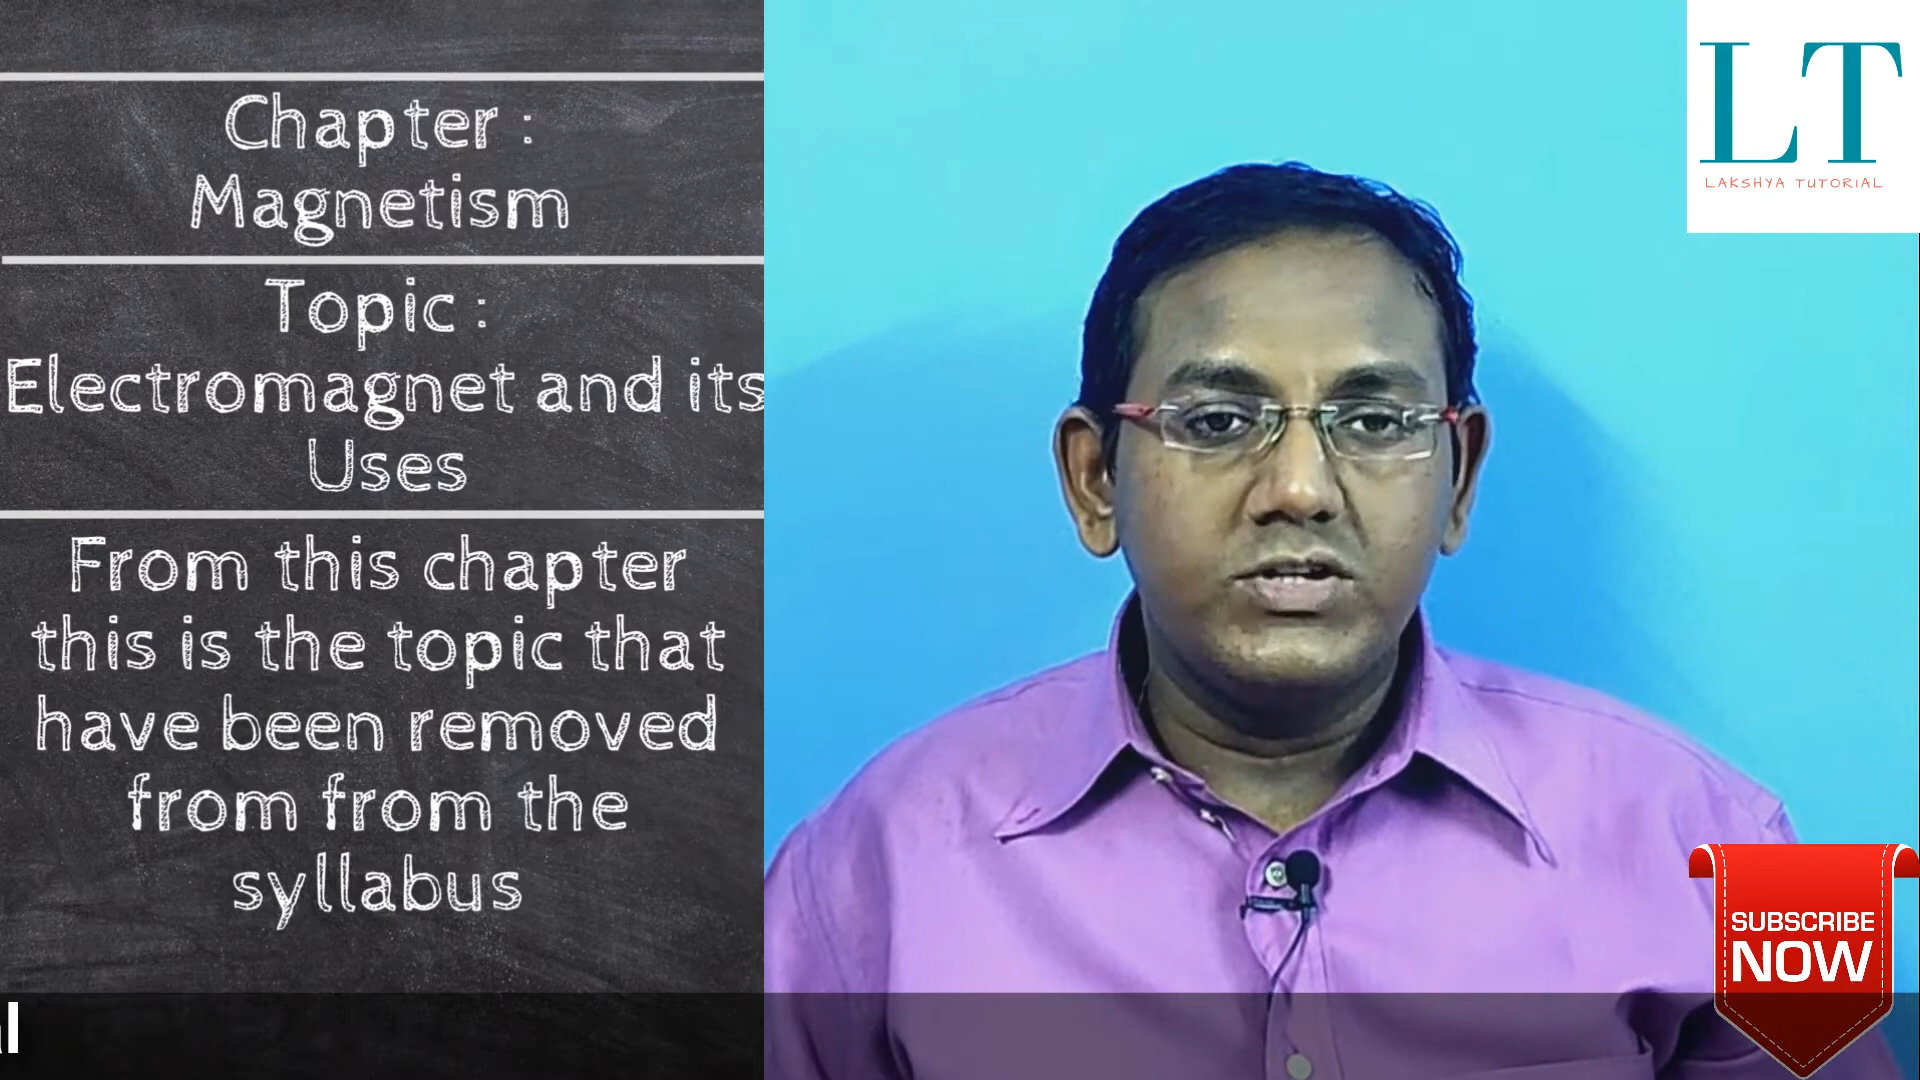 Chapter :
Magnetism
Topic :
Electromagnet and its
Uses
From this chapter
this is the topic that
have been removed
from from the
syllabus
LT
LAKSHYA TUTORIAL
SUBSCRIBE
NOW
al